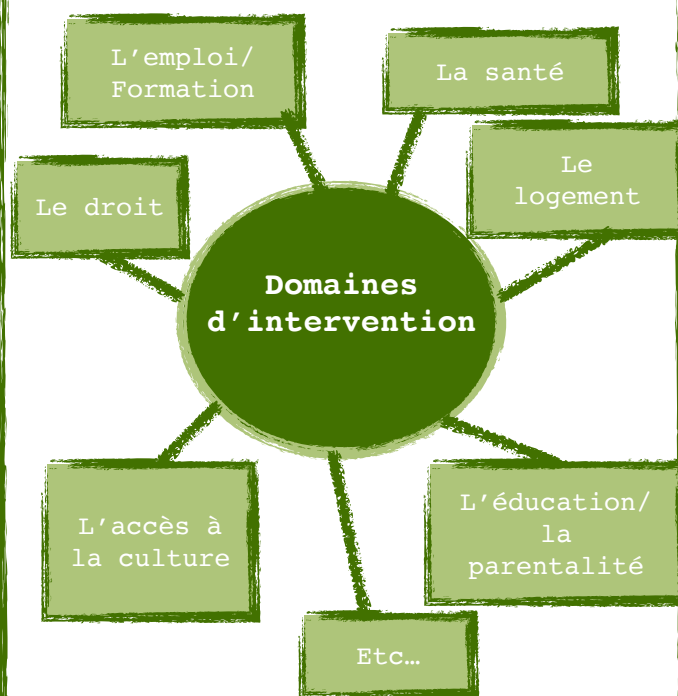 L’emploi/
Formation
La santé
Le
logement
Le droit
Domaines
d’intervention
L’éducation/
la
parentalité
L’accès à
la culture
Etc…